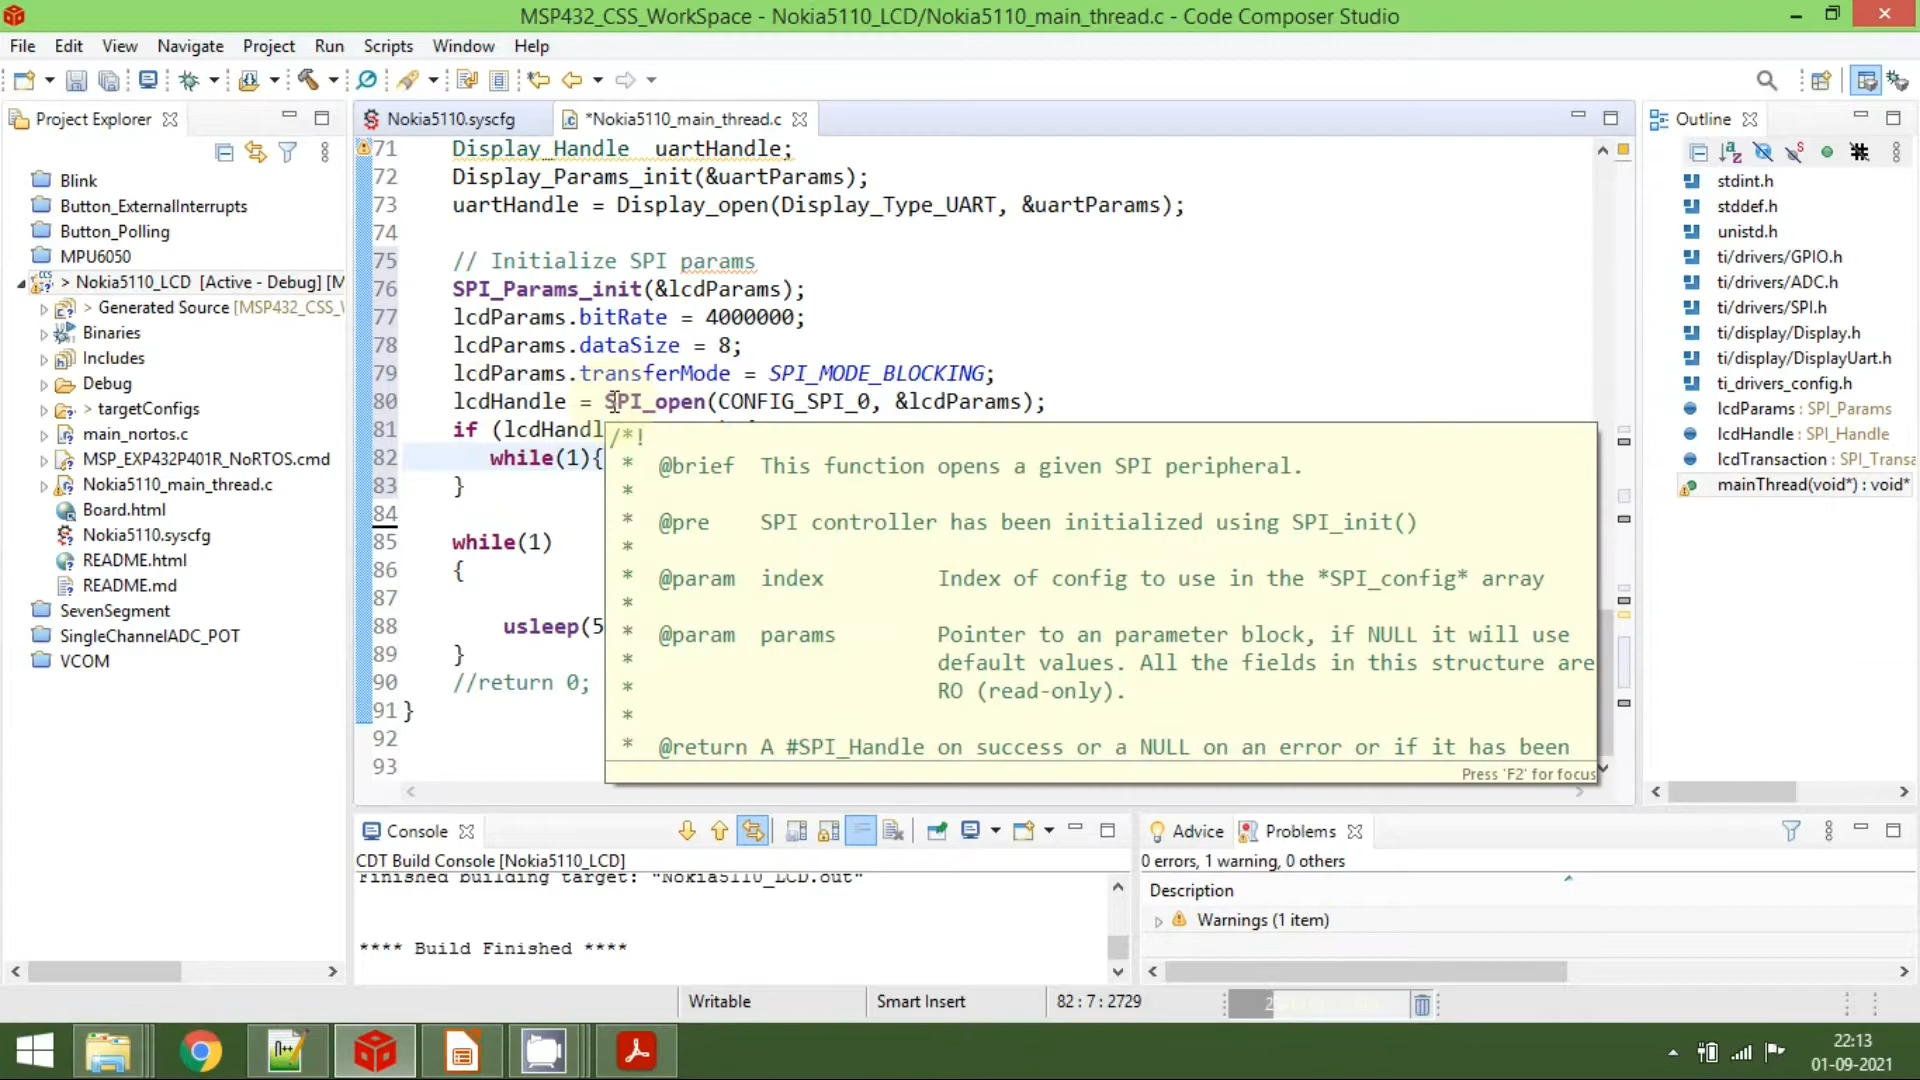 MSP432_CSS_WorkSpace - Nokia5110_LCD/Nokia5110_main_thread.c - Code Composer Studio
File Edit View Navigate Project Run Scripts Window Help
Project Explorer
Blink
Button_ExternalInterrupts
Button_Polling
MPU6050
> Nokia5110_LCD [Active - Debug] [M
> Generated Source [MSP432_CSS_V
Binaries
Includes
Debug
> targetConfigs
main_nortos.c
MSP_EXP432P401R_NoRTOS.cmd
Nokia5110_main_thread.c
Board.html
Nokia5110.syscfg
README.html
README.md
SevenSegment
SingleChannelADC_POT
VCOM
Nokia5110.syscfg
*Nokia5110_main_thread.c
71 Display_Handle uartHandle;
72 Display_Params_init(&uartParams);
73 uartHandle = Display_open(Display_Type_UART, &uartParams);
74
75 // Initialize SPI params
76 SPI_Params_init(&lcdParams);
77 lcdParams.bitRate = 4000000;
78 lcdParams.dataSize = 8;
79 lcdParams.transferMode = SPI_MODE_BLOCKING;
80 lcdHandle = SPI_open(CONFIG_SPI_0, &lcdParams);
81 if (lcdHandl
82 while(1){
83 }
84
85 while(1)
86 {
87
88 usleep(5
89 }
90 //return 0;
91 }
92
93
/*!
* @brief This function opens a given SPI peripheral.
*
* @pre SPI controller has been initialized using SPI_init()
*
* @param index Index of config to use in the *SPI_config* array
*
* @param params Pointer to an parameter block, if NULL it will use
* default values. All the fields in this structure are
* RO (read-only).
*
* @return A #SPI_Handle on success or a NULL on an error or if it has been
Press 'F2' for focus
Outline
stdint.h
stddef.h
unistd.h
ti/drivers/GPIO.h
ti/drivers/ADC.h
ti/drivers/SPI.h
ti/display/Display.h
ti/display/DisplayUart.h
ti_drivers_config.h
lcdParams : SPI_Params
lcdHandle : SPI_Handle
lcdTransaction : SPI_Transa
mainThread(void*) : void*
Console
CDT Build Console [Nokia5110_LCD]
Finished building target: "Nokia5110_LCD.out"
**** Build Finished ****
Advice
Problems
0 errors, 1 warning, 0 others
Description
Warnings (1 item)
Writable
Smart Insert
82 : 7 : 2729
22:13
01-09-2021